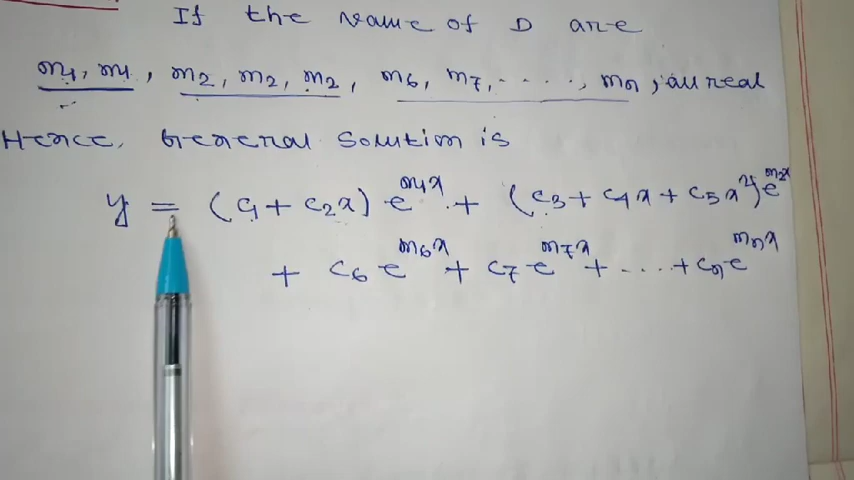 If the value of D are
m₁, m₁, m₂, m₂, m₂, m₆, m₇, ....., mₙ, all real
Hence, General solution is
y = (c₁ + c₂x) e^{m₁x} + (c₃ + c₄x + c₅x²) e^{m₂x}
+ c₆ e^{m₆x} + c₇ e^{m₇x} + .... + cₙ e^{mₙx}